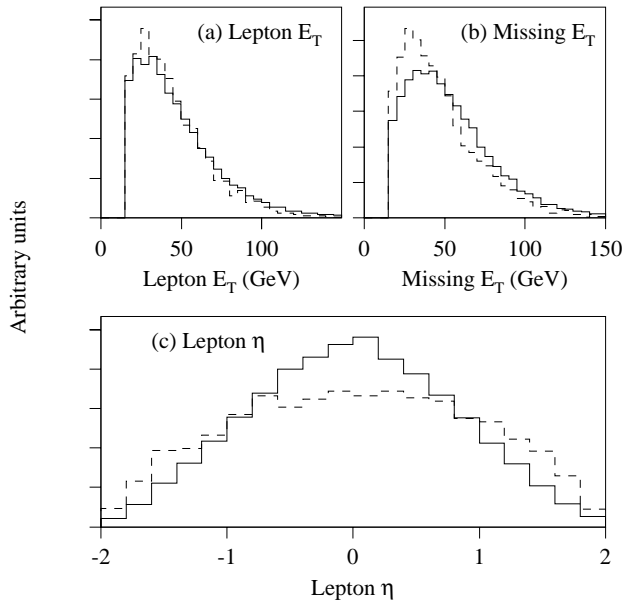 (a) Lepton E_T
(b) Missing E_T
0 50 100
0 50 100 150
Lepton E_T (GeV)
Missing E_T (GeV)
Arbitrary units
(c) Lepton η
-2 -1 0 1 2
Lepton η